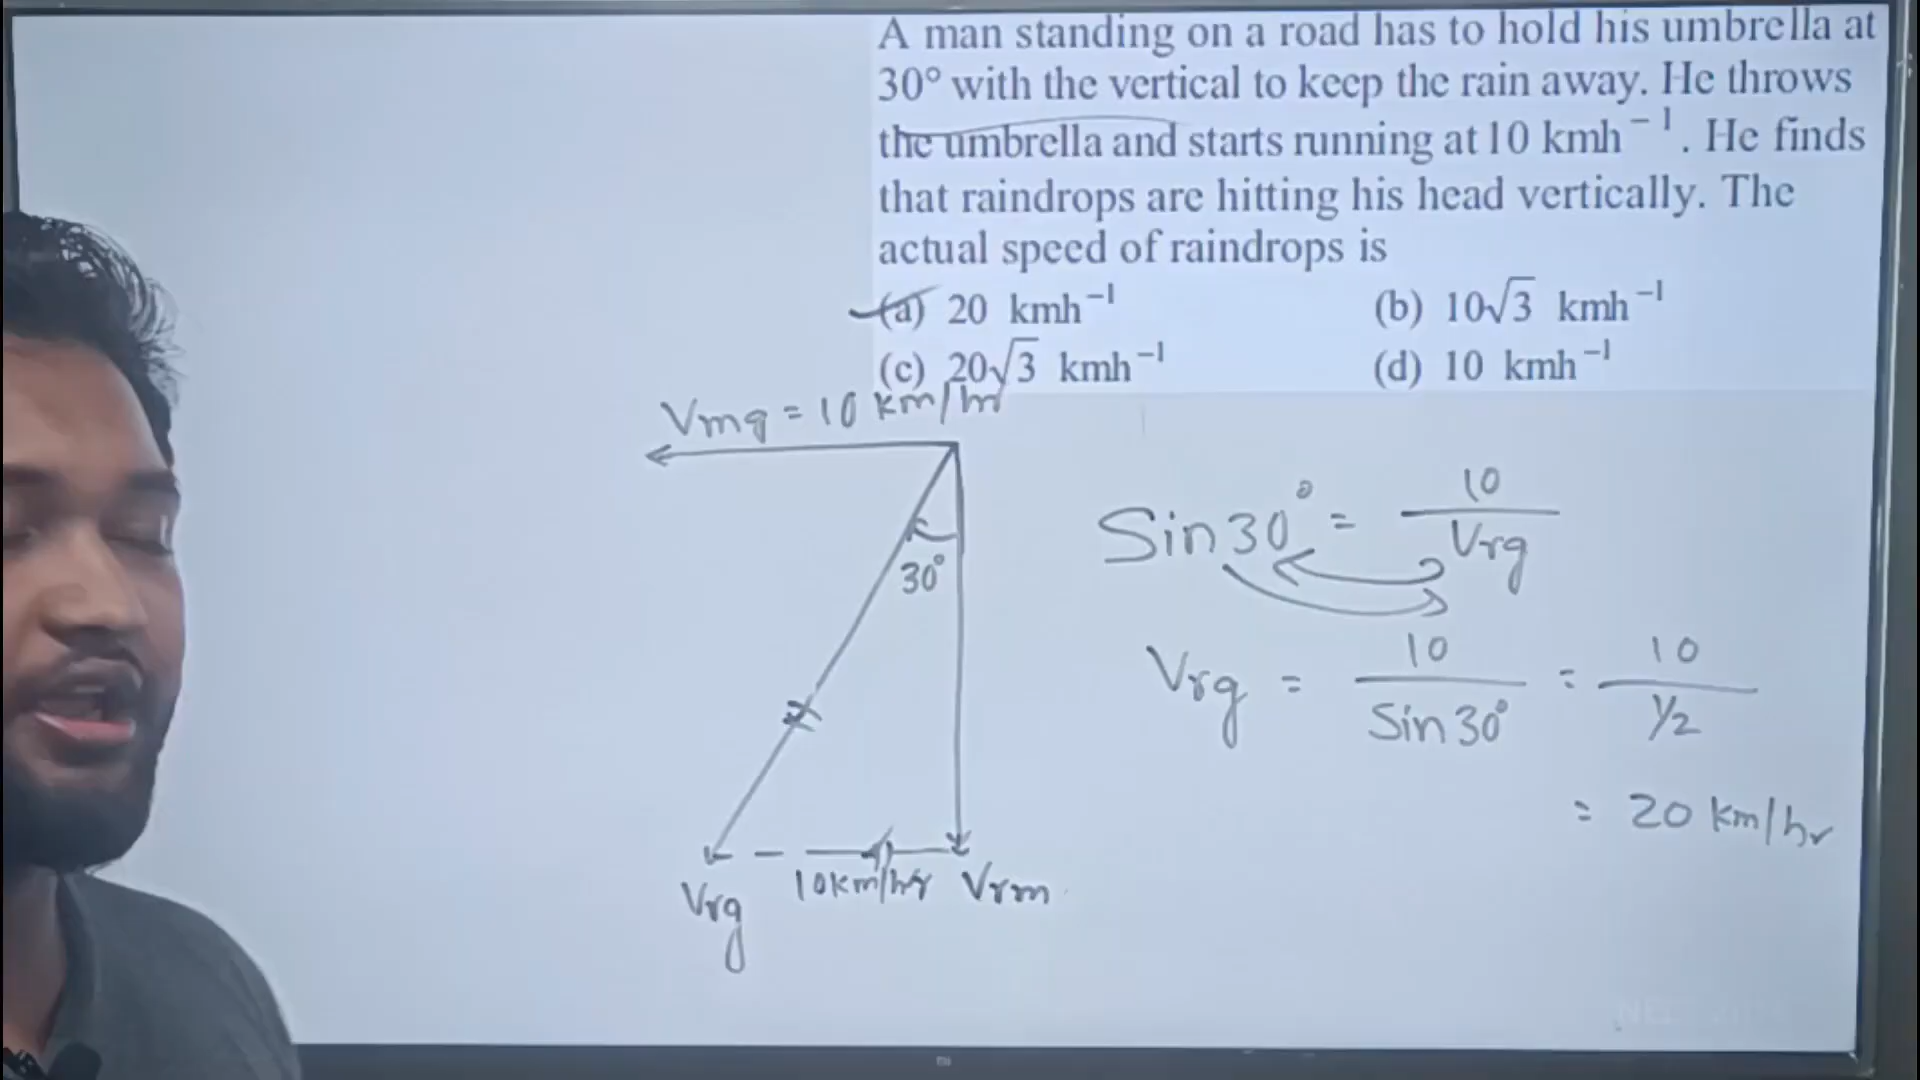 A man standing on a road has to hold his umbrella at
30° with the vertical to keep the rain away. He throws
the umbrella and starts running at 10 kmh⁻¹. He finds
that raindrops are hitting his head vertically. The
actual speed of raindrops is
(a) 20 kmh⁻¹ (b) 10√3 kmh⁻¹
(c) 20√3 kmh⁻¹ (d) 10 kmh⁻¹
Vmg = 10 km/hr
30°
Vrg
10km/hr
Vrm
Sin30° = 10/Vrg
Vrg = 10/Sin30° = 10/½
= 20 km/hr